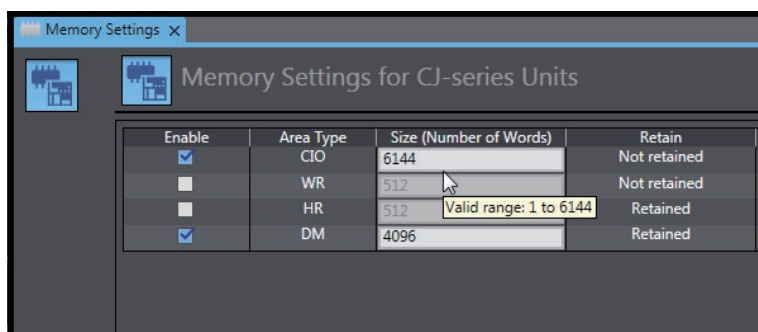 Memory Settings X
Memory Settings for CJ-series Units
Enable Area Type Size (Number of Words) Retain
CIO 6144 Not retained
WR 512 Not retained
HR 512 Retained
Valid range: 1 to 6144
DM 4096 Retained